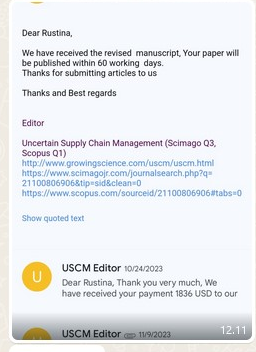 Dear Rustina,
We have received the revised  manuscript, Your paper will
be published within 60 working  days.
Thanks for submitting articles to us
Thanks and Best regards
Editor
Uncertain Supply Chain Management (Scimago Q3,
Scopus Q1)
http://www.growingscience.com/uscm/uscm.html
https://www.scimagojr.com/journalsearch.php?q=
21100806906&tip=sid&clean=0
https://www.scopus.com/sourceid/21100806906#tabs=0
Show quoted text
U
USCM Editor 10/24/2023
Dear Rustina, Thank you very much, We
have received your payment 1836 USD to our
USCM Editor 11/9/2023
12.11